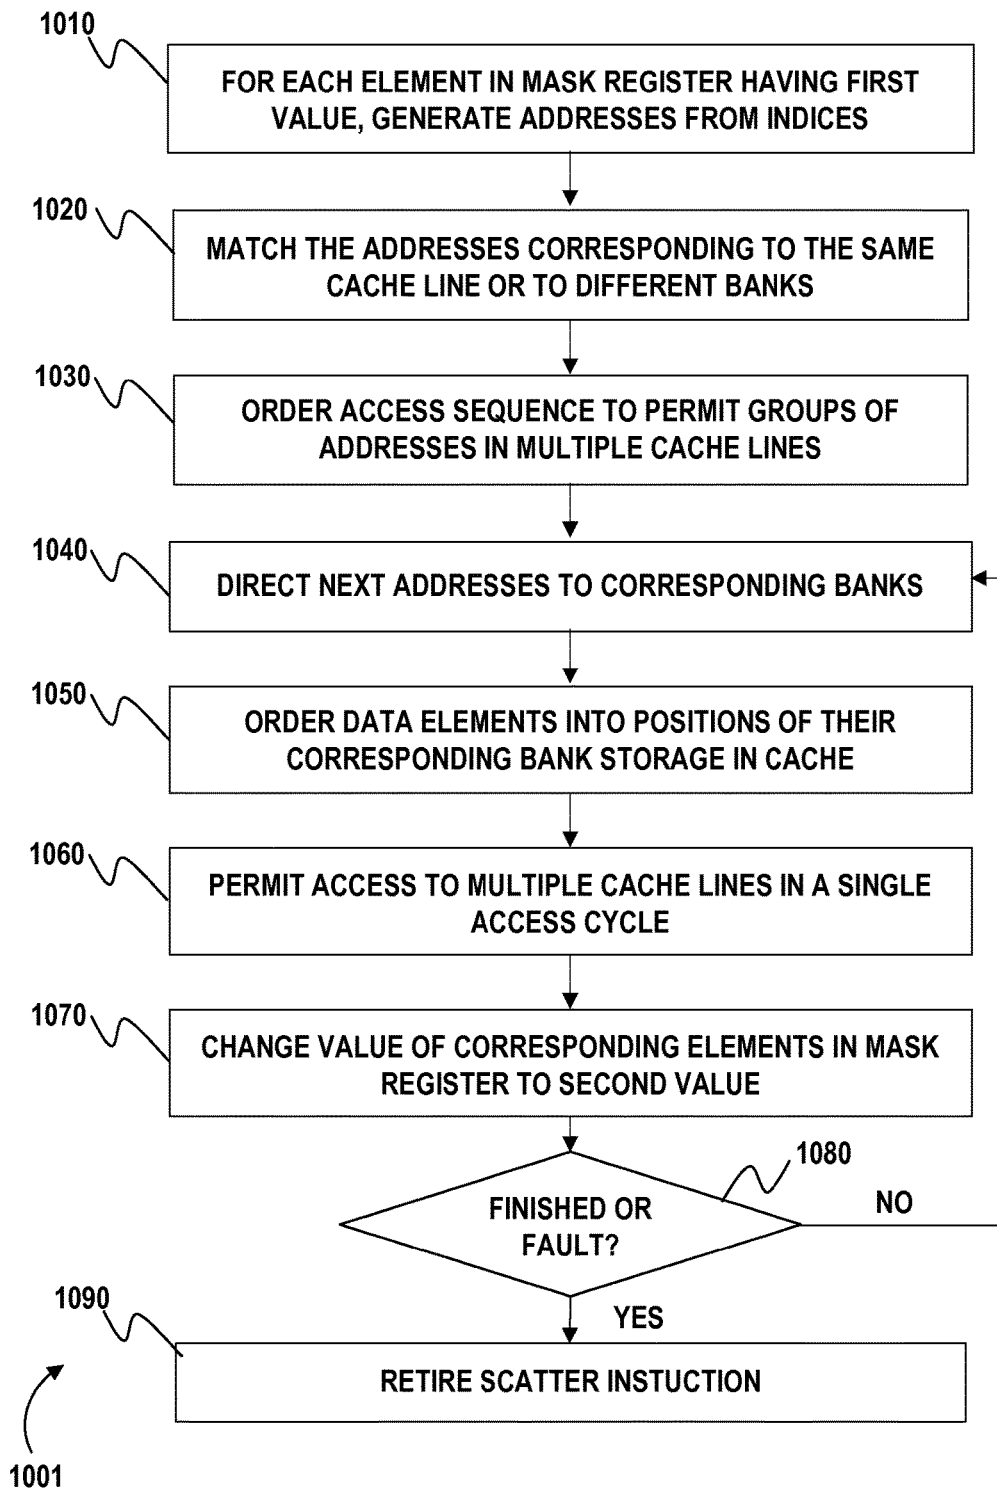 1010
FOR EACH ELEMENT IN MASK REGISTER HAVING FIRST
VALUE, GENERATE ADDRESSES FROM INDICES
1020
MATCH THE ADDRESSES CORRESPONDING TO THE SAME
CACHE LINE OR TO DIFFERENT BANKS
1030
ORDER ACCESS SEQUENCE TO PERMIT GROUPS OF
ADDRESSES IN MULTIPLE CACHE LINES
1040
DIRECT NEXT ADDRESSES TO CORRESPONDING BANKS
1050
ORDER DATA ELEMENTS INTO POSITIONS OF THEIR
CORRESPONDING BANK STORAGE IN CACHE
1060
PERMIT ACCESS TO MULTIPLE CACHE LINES IN A SINGLE
ACCESS CYCLE
1070
CHANGE VALUE OF CORRESPONDING ELEMENTS IN MASK
REGISTER TO SECOND VALUE
1080
FINISHED OR
FAULT?
NO
YES
1090
RETIRE SCATTER INSTUCTION
1001